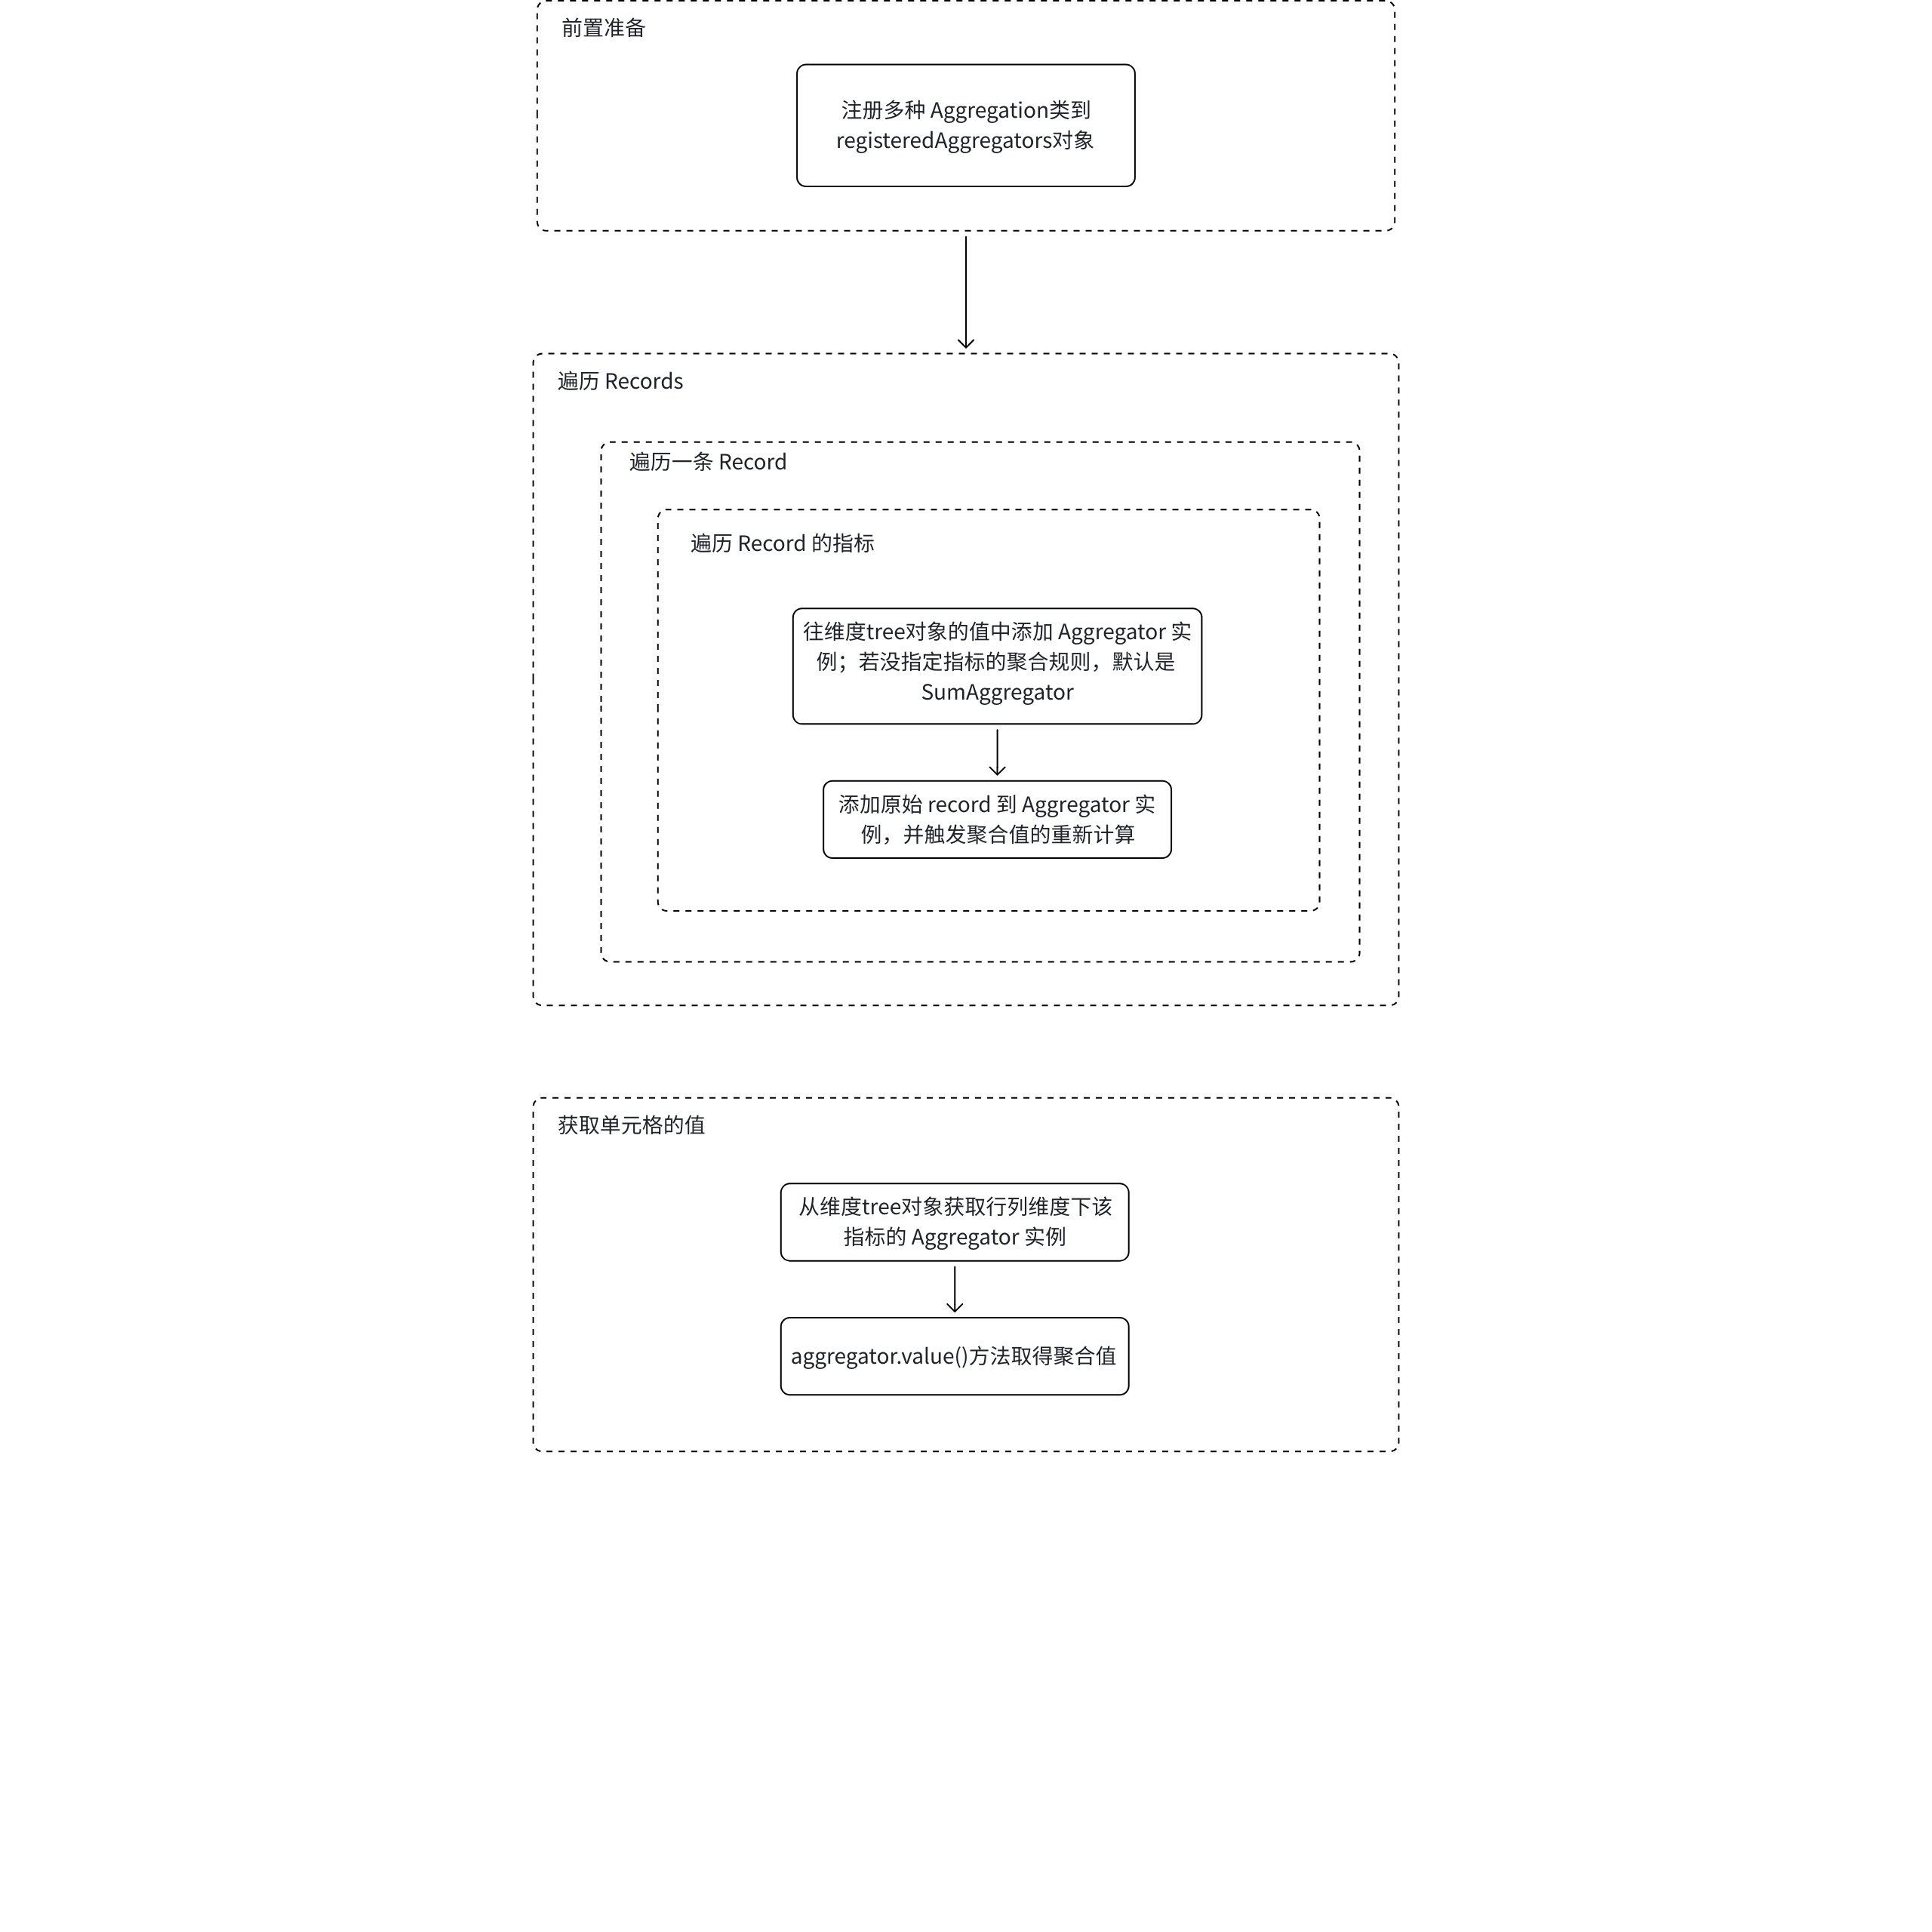 前置准备
注册多种 Aggregation类到
registeredAggregators对象
遍历 Records
遍历一条 Record
遍历 Record 的指标
往维度tree对象的值中添加 Aggregator 实
例；若没指定指标的聚合规则，默认是
SumAggregator
添加原始 record 到 Aggregator 实
例，并触发聚合值的重新计算
获取单元格的值
从维度tree对象获取行列维度下该
指标的 Aggregator 实例
aggregator.value()方法取得聚合值